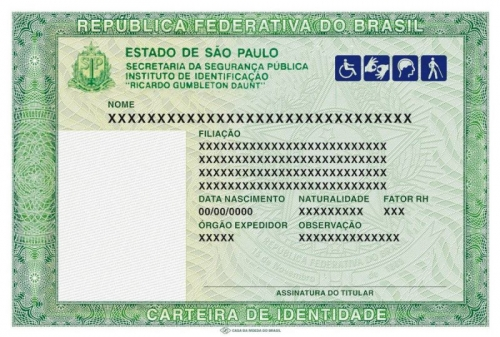 REPÚBLICA FEDERATIVA DO BRASIL
ESTADO DE SÃO PAULO
SECRETARIA DA SEGURANÇA PÚBLICA
INSTITUTO DE IDENTIFICAÇÃO
"RICARDO GUMBLETON DAUNT"
NOME
XXXXXXXXXXXXXXXXXXXXXXXXXXXXXXX
FILIAÇÃO
XXXXXXXXXXXXXXXXXXXXXXXXXX
XXXXXXXXXXXXXXXXXXXXXXXXXX
XXXXXXXXXXXXXXXXXXXXXXXXXX
XXXXXXXXXXXXXXXXXXXXXXXXXX
DATA NASCIMENTO NATURALIDADE FATOR RH
00/00/0000 XXXXXXXXX XXX
ÓRGÃO EXPEDIDOR OBSERVAÇÃO
XXXXX XXXXXXXXXXXXXX
ASSINATURA DO TITULAR
CARTEIRA DE IDENTIDADE
CASA DA MOEDA DO BRASIL